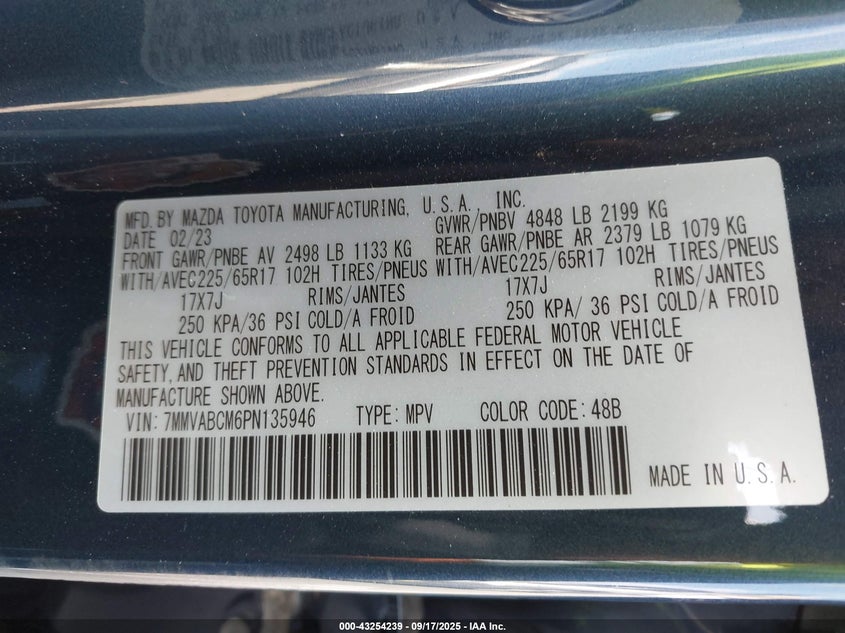 MFD. BY MAZDA TOYOTA MANUFACTURING, U.S.A., INC.
DATE 02/23
GVWR/PNBV 4848 LB 2199 KG
FRONT GAWR/PNBE AV 2498 LB 1133 KG
REAR GAWR/PNBE AR 2379 LB 1079 KG
WITH/AVEC225/65R17 102H TIRES/PNEUS
WITH/AVEC225/65R17 102H TIRES/PNEUS
17X7J RIMS/JANTES
17X7J RIMS/JANTES
250 KPA/36 PSI COLD/A FROID
250 KPA/ 36 PSI COLD/A FROID
THIS VEHICLE CONFORMS TO ALL APPLICABLE FEDERAL MOTOR VEHICLE
SAFETY, AND THEFT PREVENTION STANDARDS IN EFFECT ON THE DATE OF
MANUFACTURE SHOWN ABOVE.
VIN: 7MMVABCM6PN135946 TYPE: MPV COLOR CODE: 48B
MADE IN U.S.A.
000-43254239 - 09/17/2025 - IAA Inc.